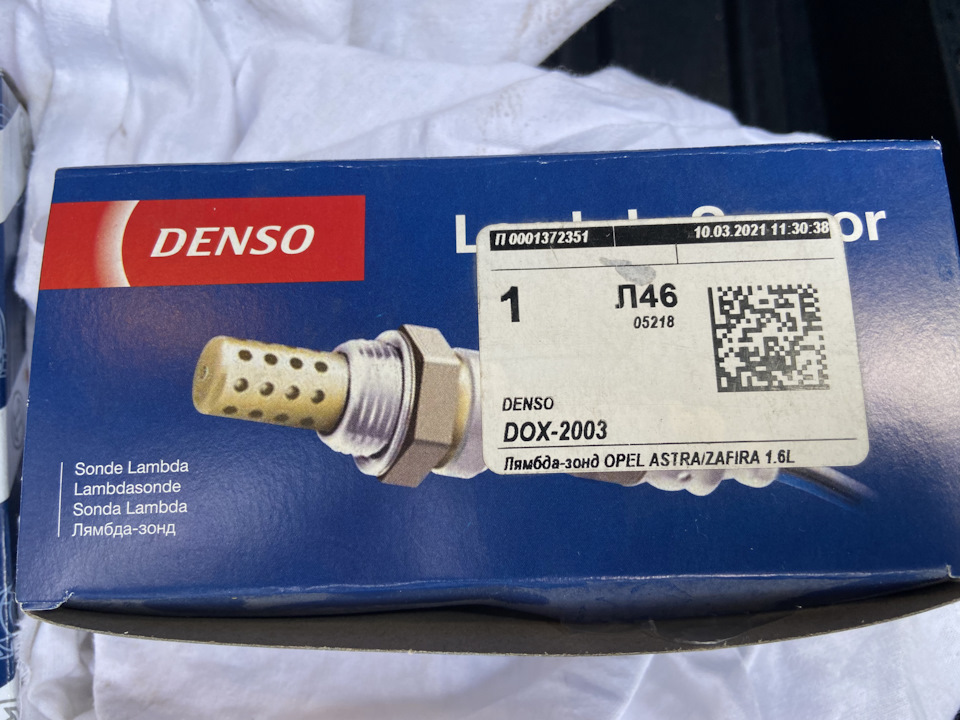 DENSO
П 0001372351
10.03.2021 11:30:38
1
Л46
05218
DENSO
DOX-2003
Лямбда-зонд OPEL ASTRA/ZAFIRA 1.6L
Sonde Lambda
Lambdasonde
Sonda Lambda
Лямбда-зонд